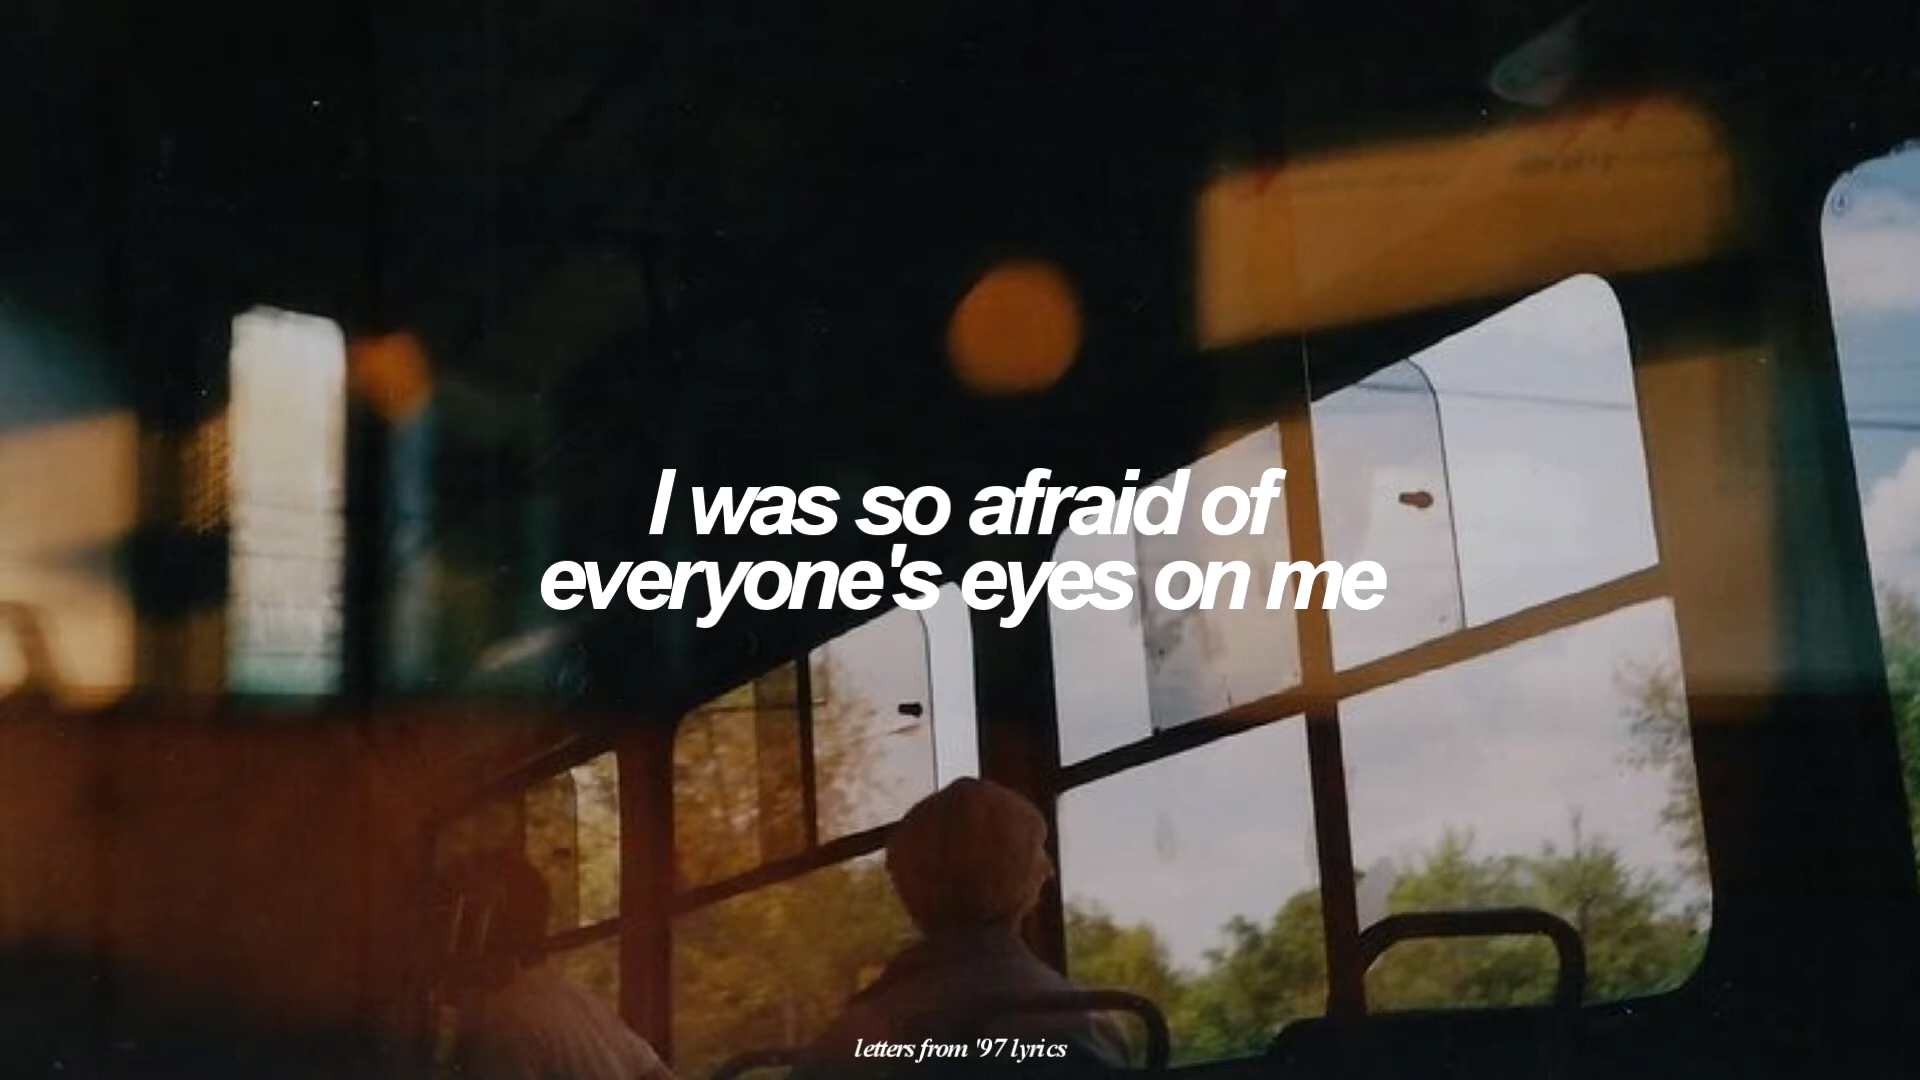 I was so afraid of
everyone's eyes on me
letters from '97 lyrics